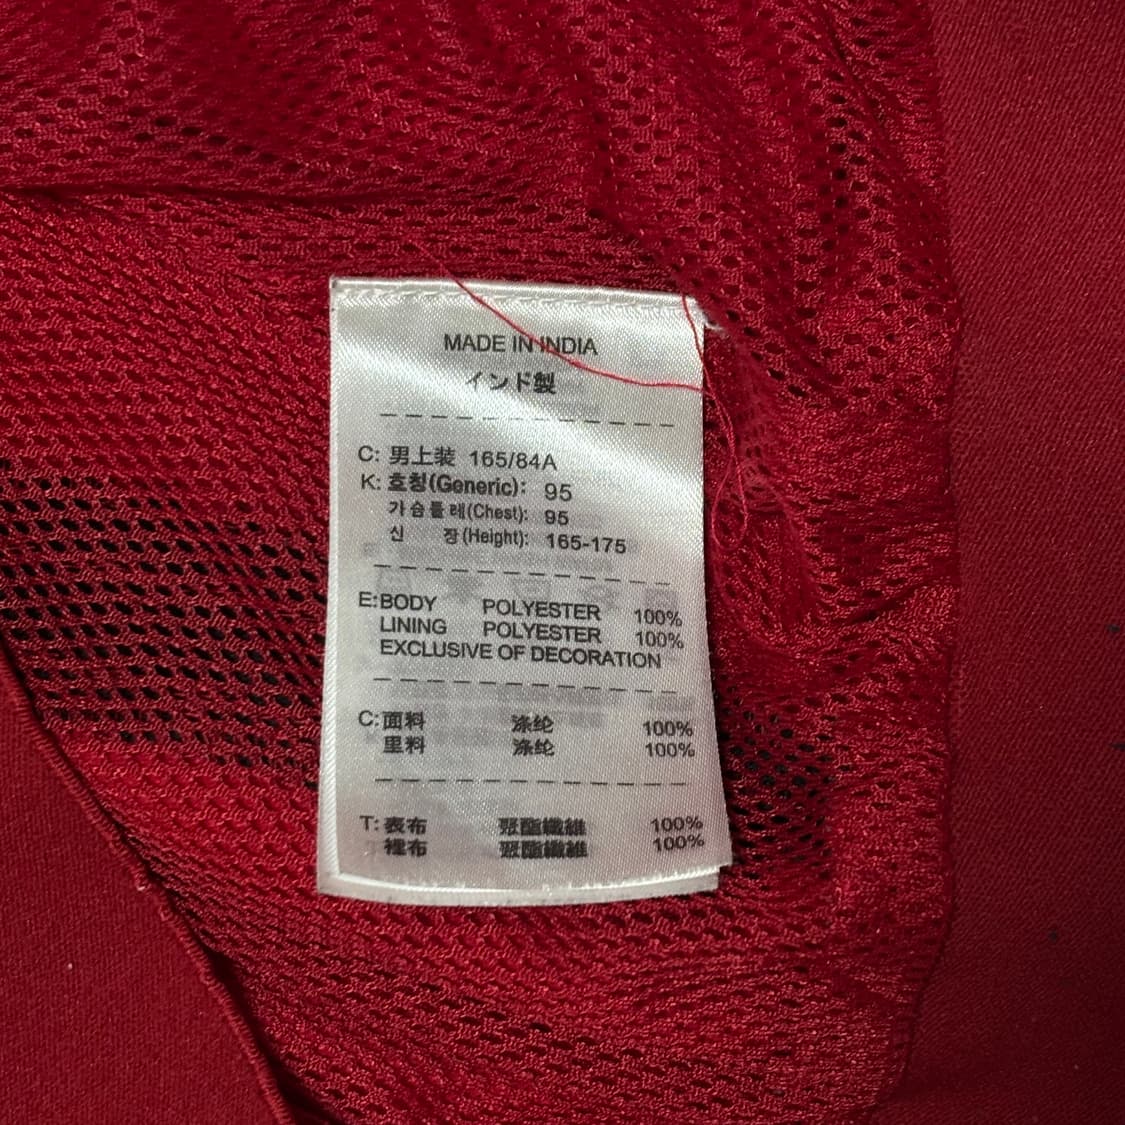 MADE IN INDIA
インド製
C: 男上装 165/84A
K: 호칭(Generic): 95
가슴둘레(Chest): 95
신 장(Height): 165-175
E:BODY POLYESTER 100%
LINING POLYESTER 100%
EXCLUSIVE OF DECORATION
C:面料 涤纶 100%
里料 涤纶 100%
T: 表布 聚酯纖維 100%
裡布 聚酯纖維 100%